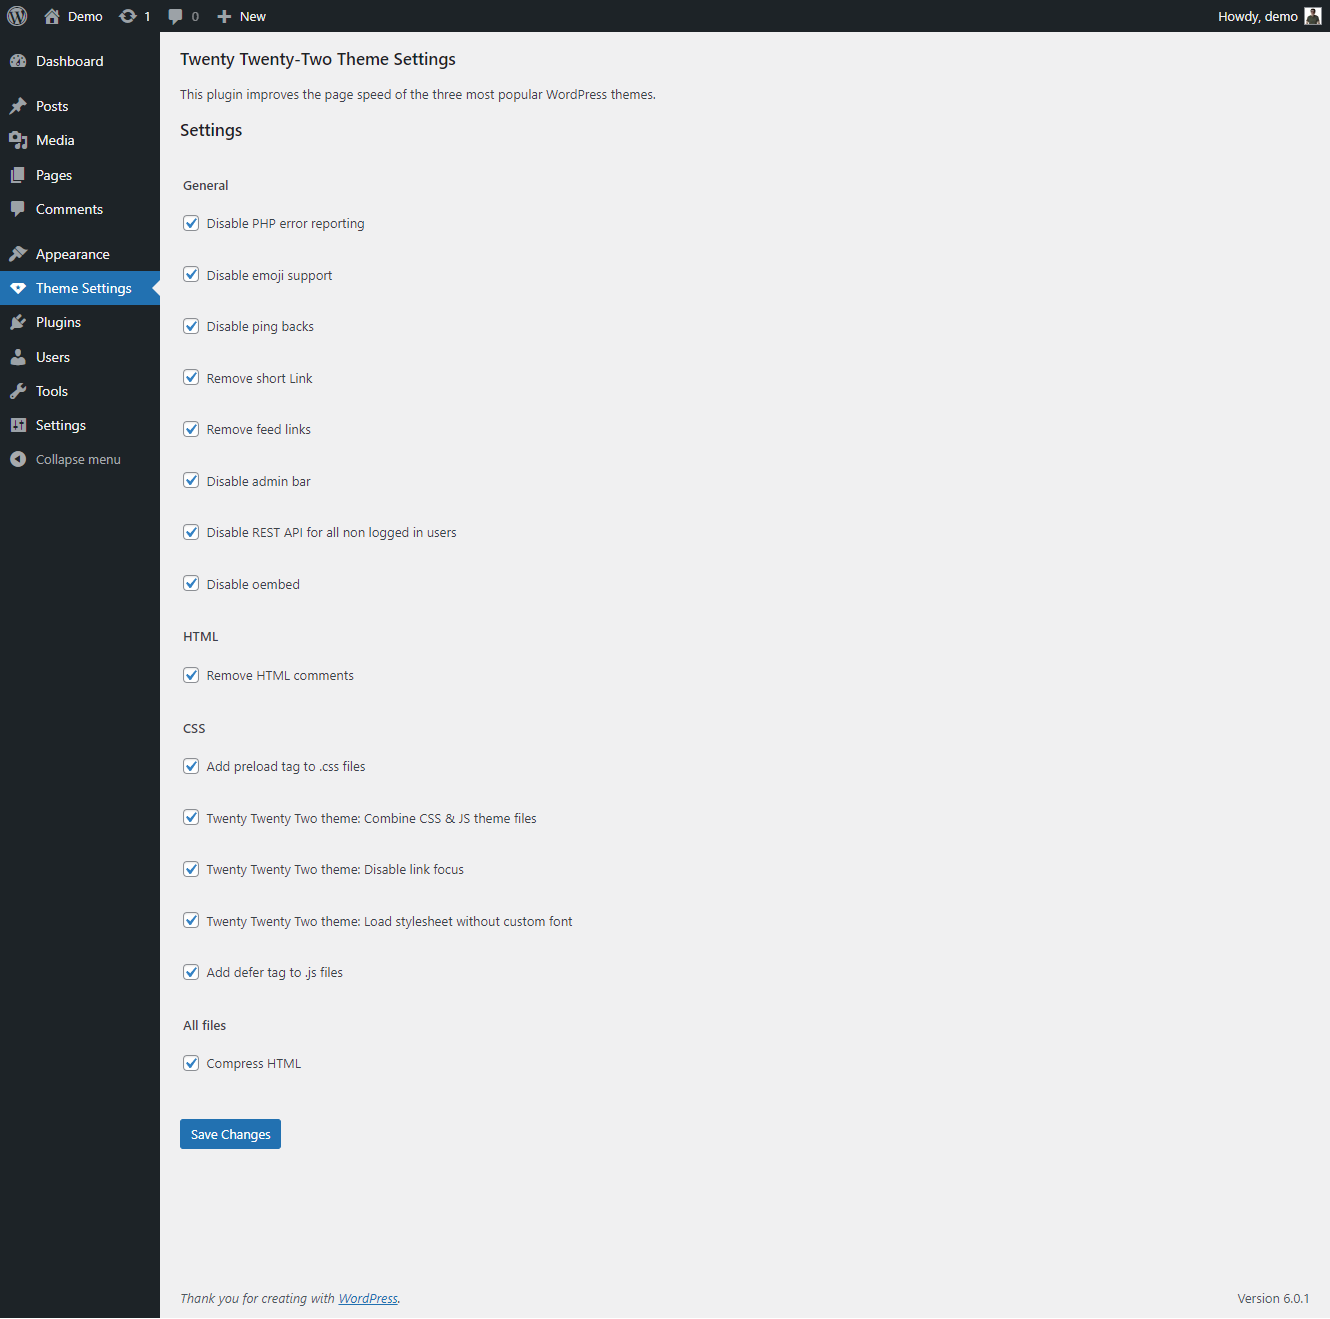 Demo 1 0 New Howdy, demo
Dashboard
Posts
Media
Pages
Comments
Appearance
Theme Settings
Plugins
Users
Tools
Settings
Collapse menu
Twenty Twenty-Two Theme Settings
This plugin improves the page speed of the three most popular WordPress themes.
Settings
General
Disable PHP error reporting
Disable emoji support
Disable ping backs
Remove short Link
Remove feed links
Disable admin bar
Disable REST API for all non logged in users
Disable oembed
HTML
Remove HTML comments
CSS
Add preload tag to .css files
Twenty Twenty Two theme: Combine CSS & JS theme files
Twenty Twenty Two theme: Disable link focus
Twenty Twenty Two theme: Load stylesheet without custom font
Add defer tag to .js files
All files
Compress HTML
Save Changes
Thank you for creating with WordPress. Version 6.0.1